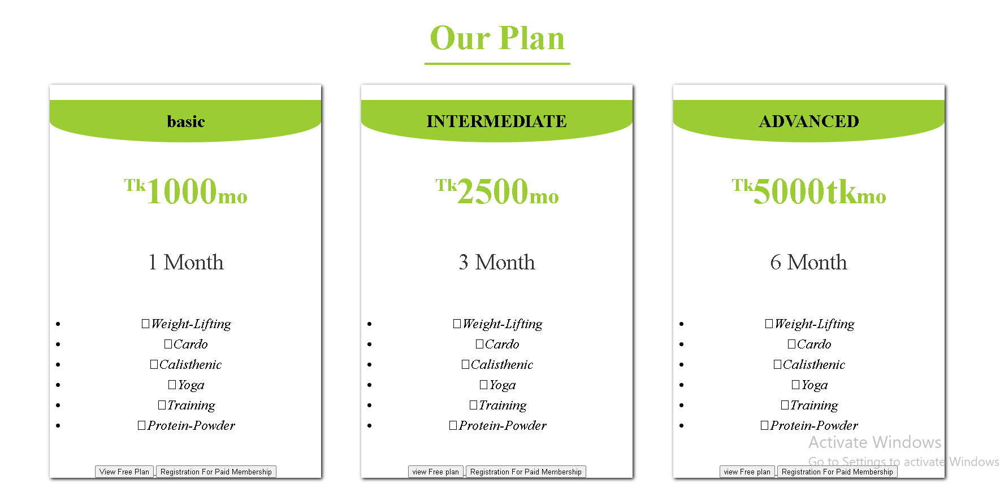 Our Plan
basic
Tk1000mo
1 Month
Weight-Lifting
Cardo
Calisthenic
Yoga
Training
Protein-Powder
View Free Plan
Registration For Paid Membership
INTERMEDIATE
Tk2500mo
3 Month
Weight-Lifting
Cardo
Calisthenic
Yoga
Training
Protein-Powder
view Free plan
Registration For Paid Membership
ADVANCED
Tk5000tkmo
6 Month
Weight-Lifting
Cardo
Calisthenic
Yoga
Training
Protein-Powder
view Free plan
Registration For Paid Membership
Activate Windows
Go to Settings to activate Windows